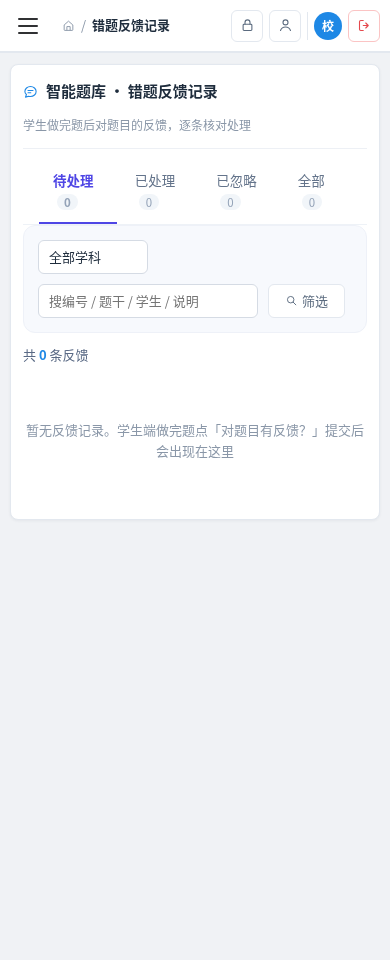 / 错题反馈记录
校
智能题库 · 错题反馈记录
学生做完题后对题目的反馈，逐条核对处理
待处理 已处理 已忽略 全部
0 0 0 0
全部学科
搜编号 / 题干 / 学生 / 说明 筛选
共 0 条反馈
暂无反馈记录。学生端做完题点「对题目有反馈？」提交后
会出现在这里